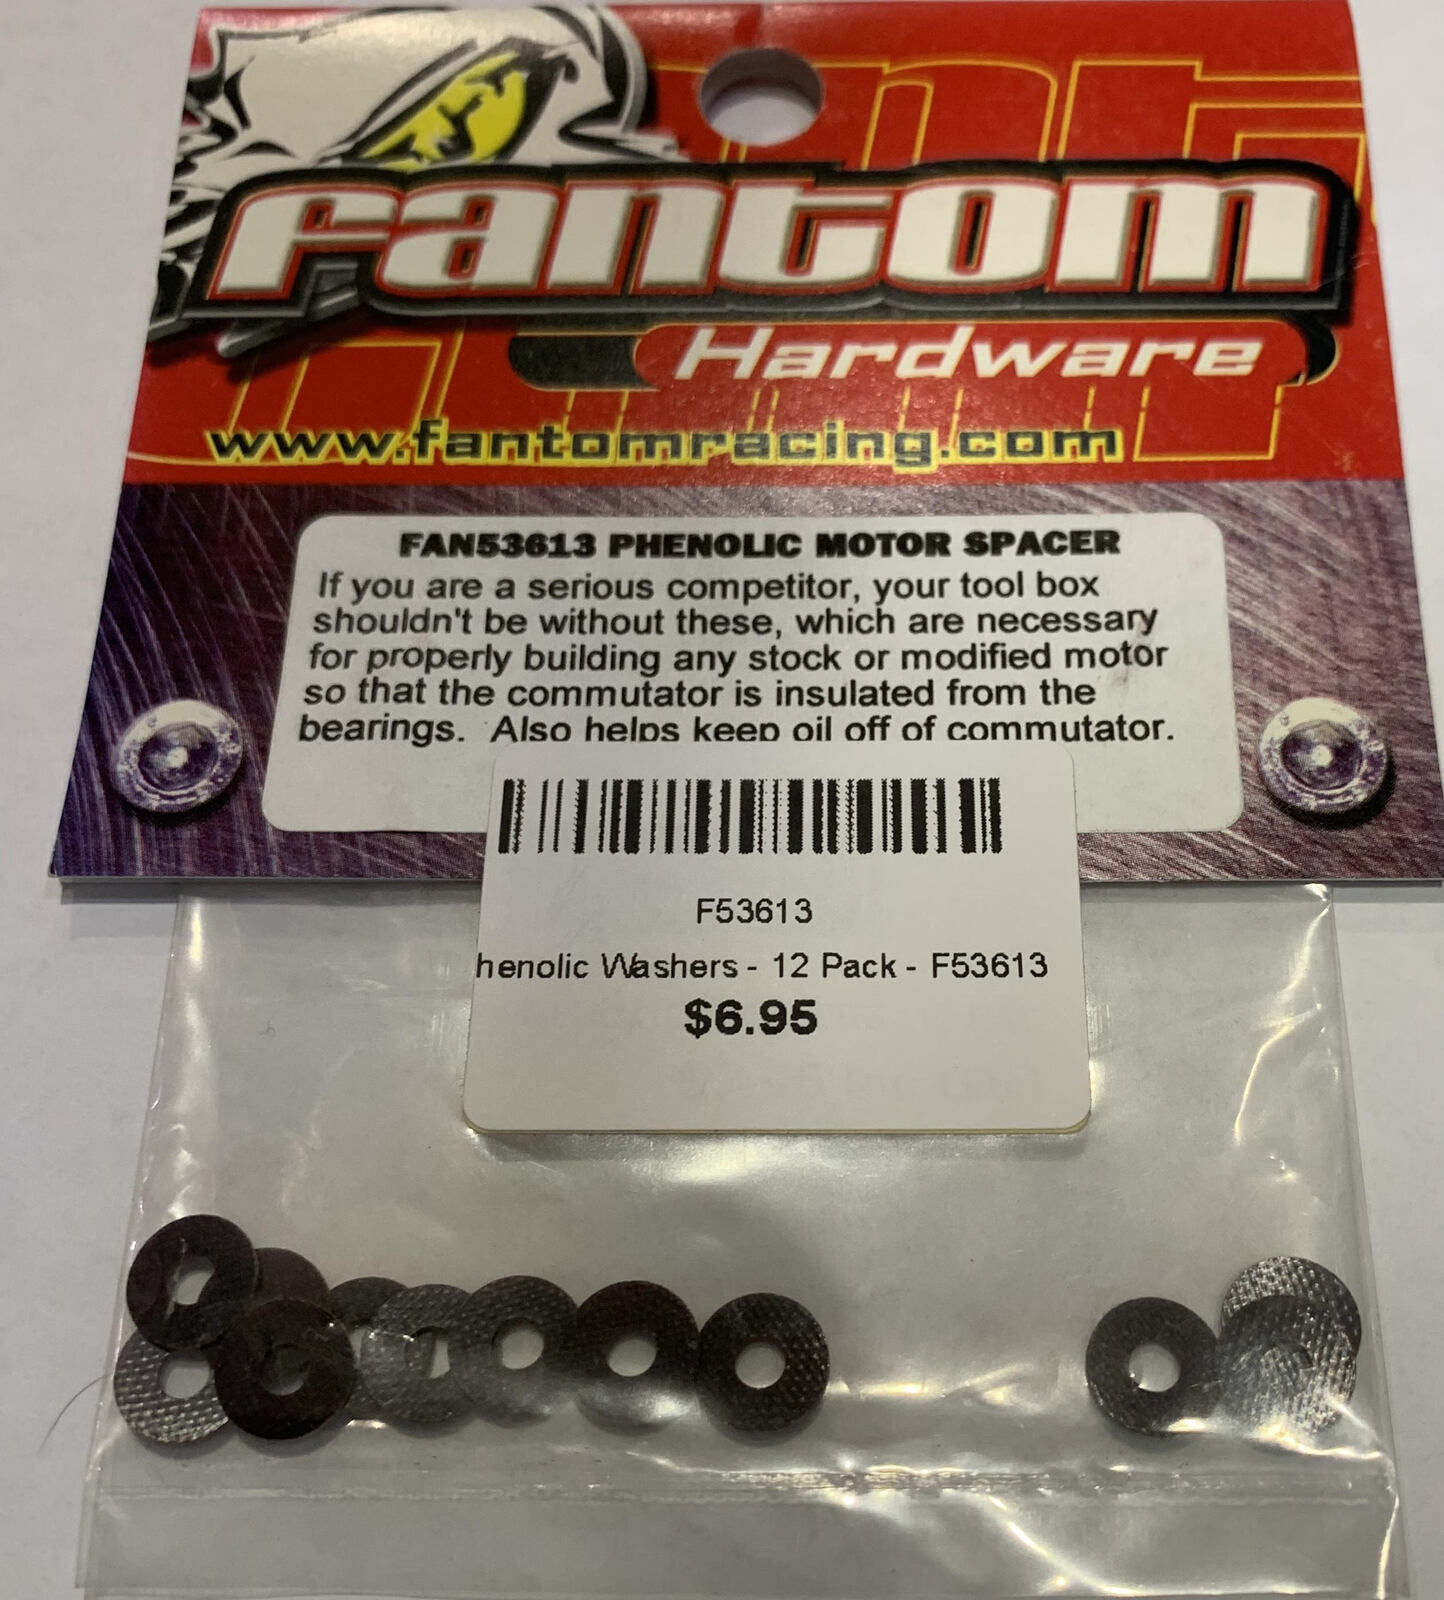 fantom
Hardware
www.fantomracing.com
FAN53613 PHENOLIC MOTOR SPACER
If you are a serious competitor, your tool box
shouldn't be without these, which are necessary
for properly building any stock or modified motor
so that the commutator is insulated from the
bearings. Also helps keep oil off of commutator.
F53613
henolic Washers - 12 Pack - F53613
$6.95